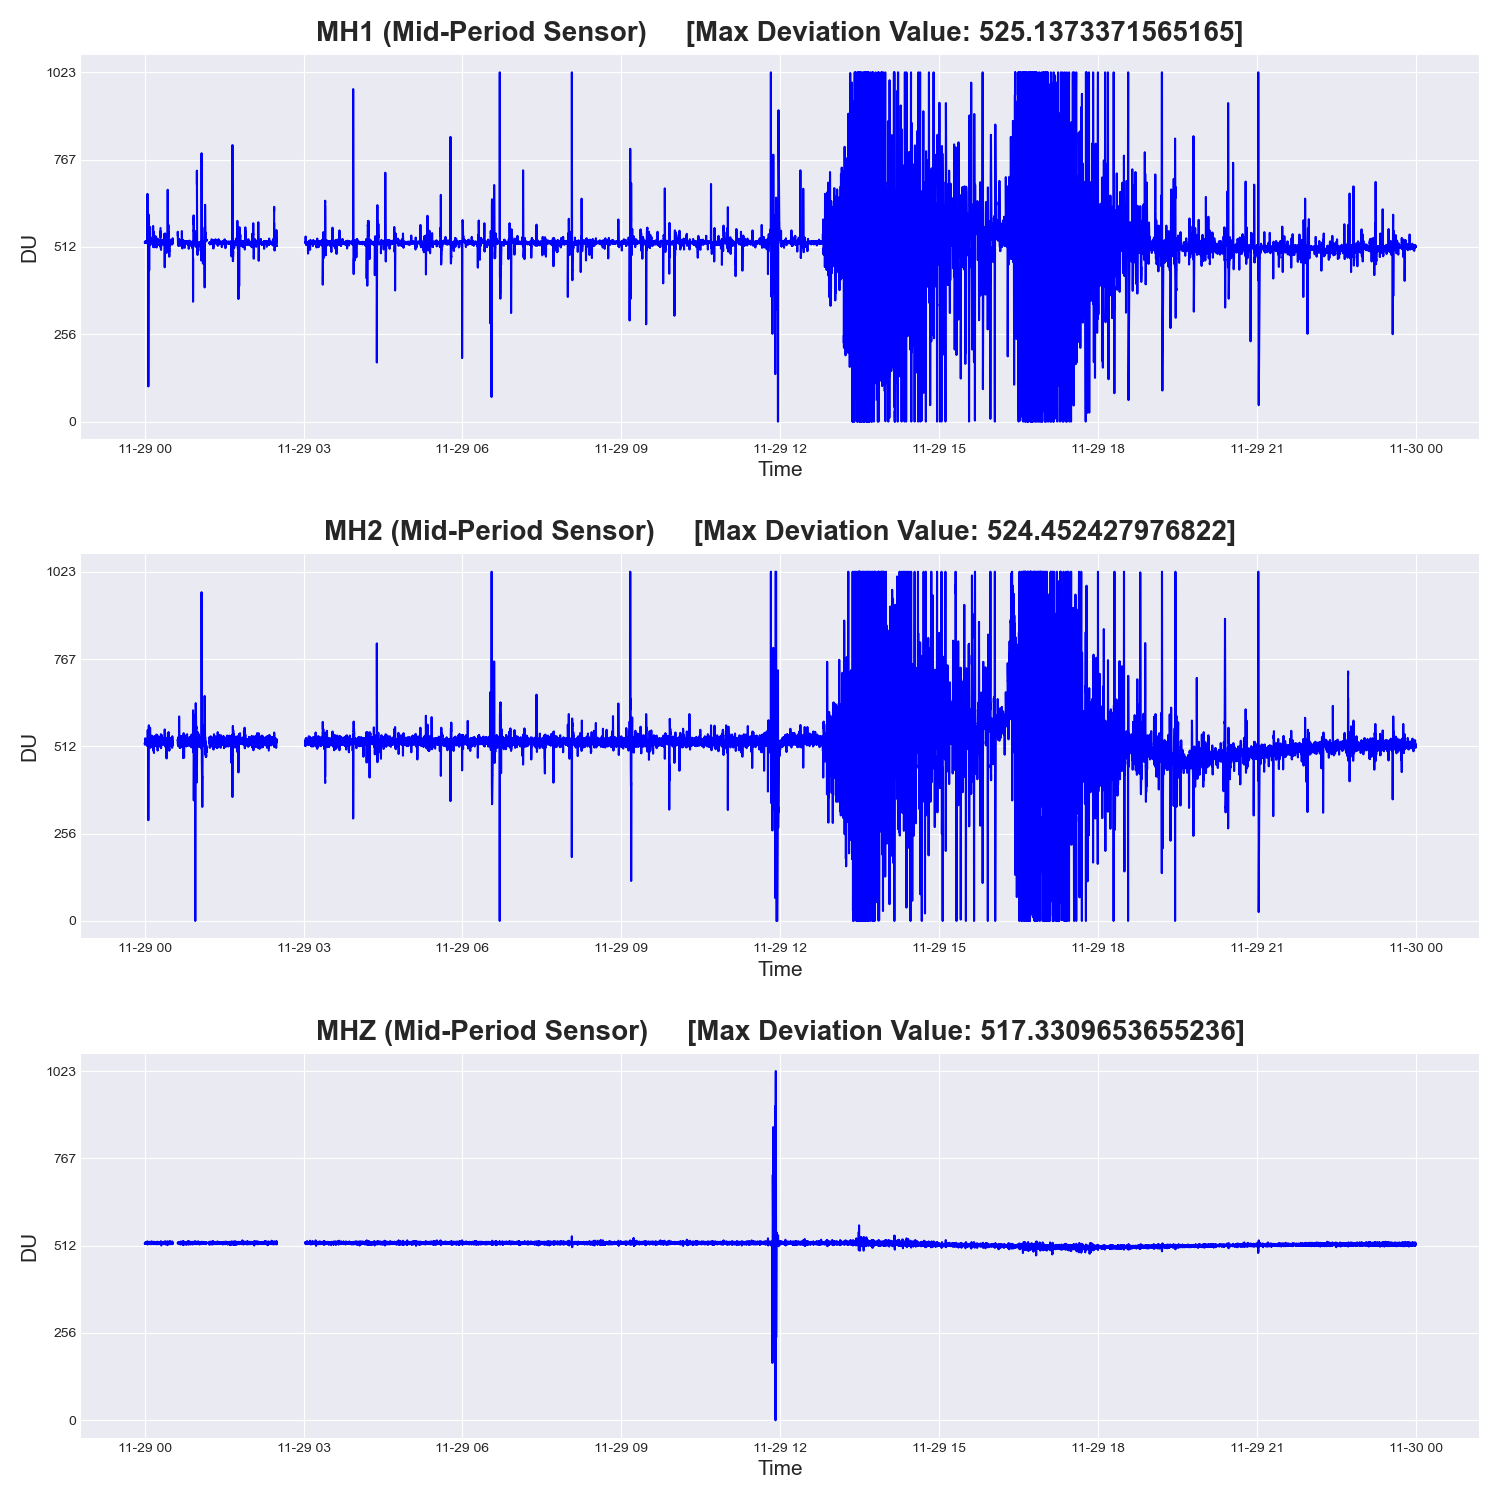 MH1 (Mid-Period Sensor) [Max Deviation Value: 525.1373371565165]
1023
767
512
256
0
DU
11-29 00 11-29 03 11-29 06 11-29 09 11-29 12 11-29 15 11-29 18 11-29 21 11-30 00
Time
MH2 (Mid-Period Sensor) [Max Deviation Value: 524.452427976822]
1023
767
512
256
0
DU
11-29 00 11-29 03 11-29 06 11-29 09 11-29 12 11-29 15 11-29 18 11-29 21 11-30 00
Time
MHZ (Mid-Period Sensor) [Max Deviation Value: 517.3309653655236]
1023
767
512
256
0
DU
11-29 00 11-29 03 11-29 06 11-29 09 11-29 12 11-29 15 11-29 18 11-29 21 11-30 00
Time